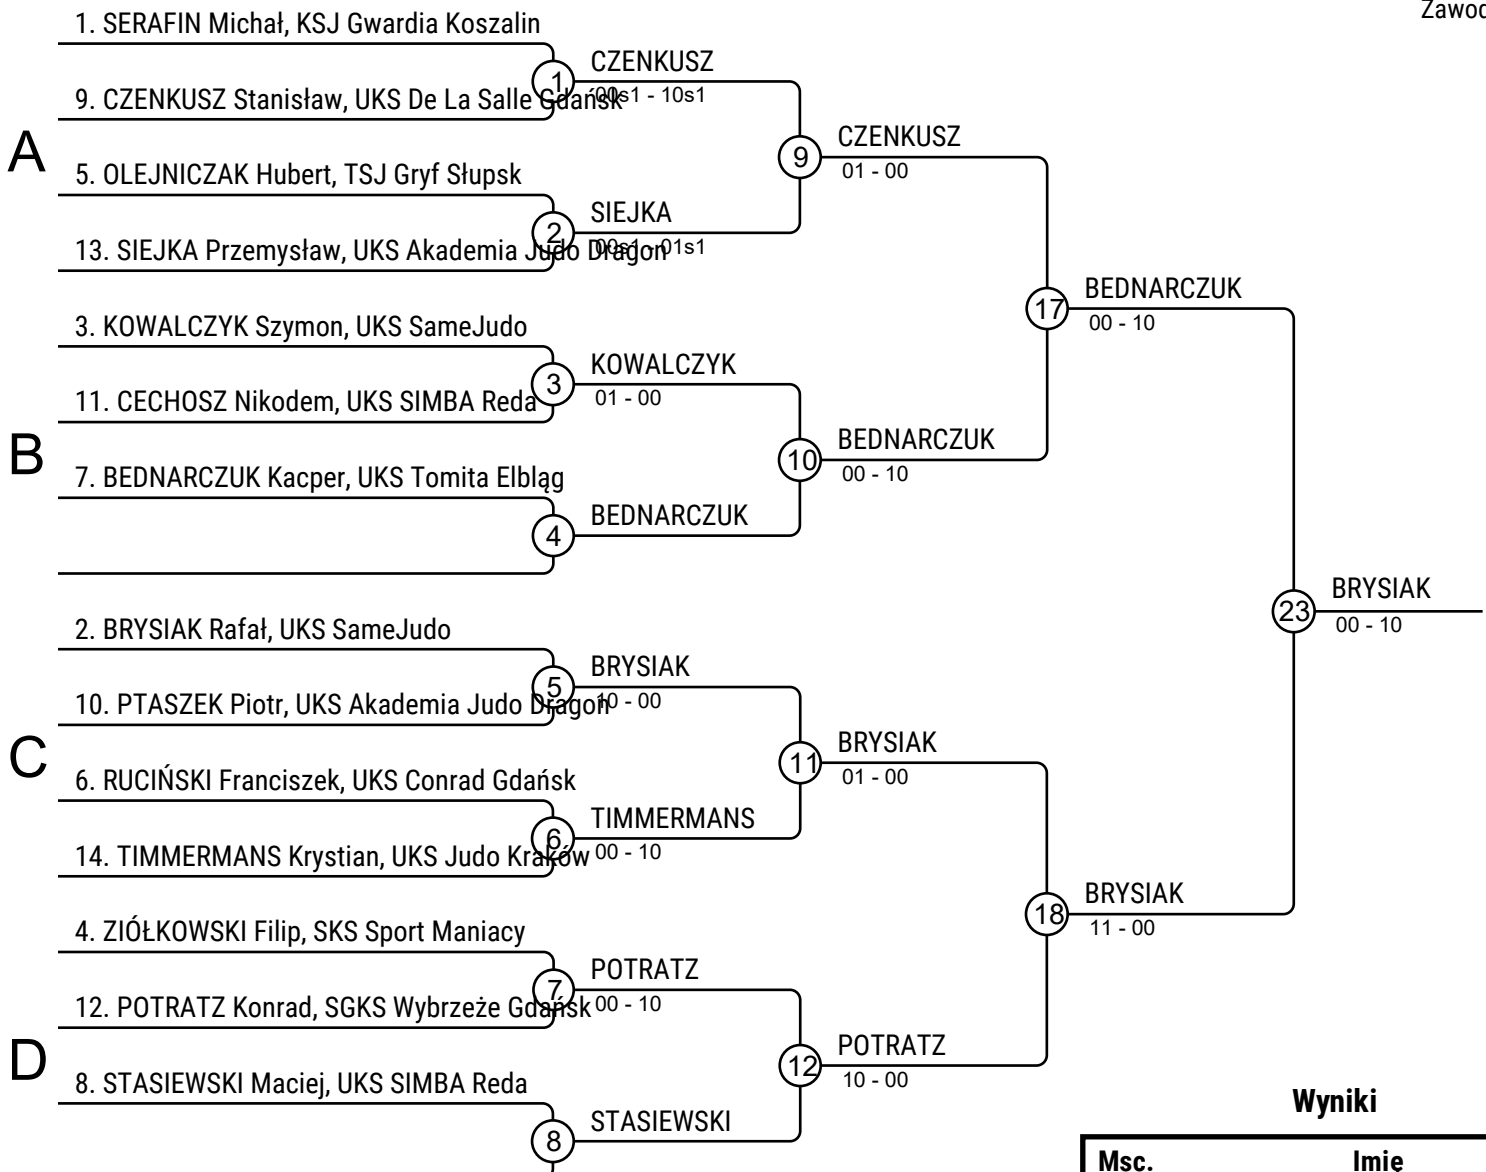 Zawod
1. SERAFIN Michał, KSJ Gwardia Koszalin
1
CZENKUSZ
00s1 - 10s1
9. CZENKUSZ Stanisław, UKS De La Salle Gdańsk
A
9
CZENKUSZ
01 - 00
5. OLEJNICZAK Hubert, TSJ Gryf Słupsk
2
SIEJKA
00s1 - 01s1
13. SIEJKA Przemysław, UKS Akademia Judo Dragon
17
BEDNARCZUK
00 - 10
3. KOWALCZYK Szymon, UKS SameJudo
3
KOWALCZYK
01 - 00
11. CECHOSZ Nikodem, UKS SIMBA Reda
B
10
BEDNARCZUK
00 - 10
7. BEDNARCZUK Kacper, UKS Tomita Elbląg
4
BEDNARCZUK
23
BRYSIAK
00 - 10
2. BRYSIAK Rafał, UKS SameJudo
5
BRYSIAK
10 - 00
10. PTASZEK Piotr, UKS Akademia Judo Dragon
C
11
BRYSIAK
01 - 00
6. RUCIŃSKI Franciszek, UKS Conrad Gdańsk
6
TIMMERMANS
00 - 10
14. TIMMERMANS Krystian, UKS Judo Kraków
18
BRYSIAK
11 - 00
4. ZIÓŁKOWSKI Filip, SKS Sport Maniacy
7
POTRATZ
00 - 10
12. POTRATZ Konrad, SGKS Wybrzeże Gdańsk
D
12
POTRATZ
10 - 00
8. STASIEWSKI Maciej, UKS SIMBA Reda
8
STASIEWSKI
Wyniki
Msc. Imię